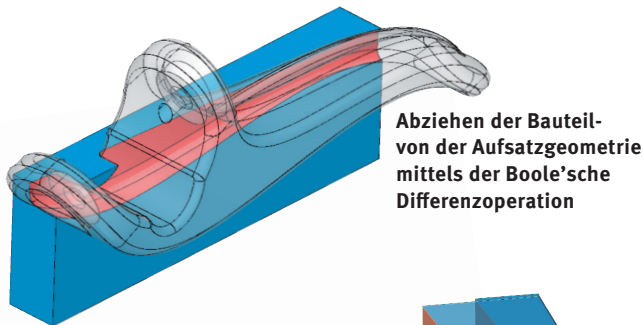 Abziehen der Bauteil-
von der Aufsatzgeometrie
mittels der Boole’sche
Differenzoperation